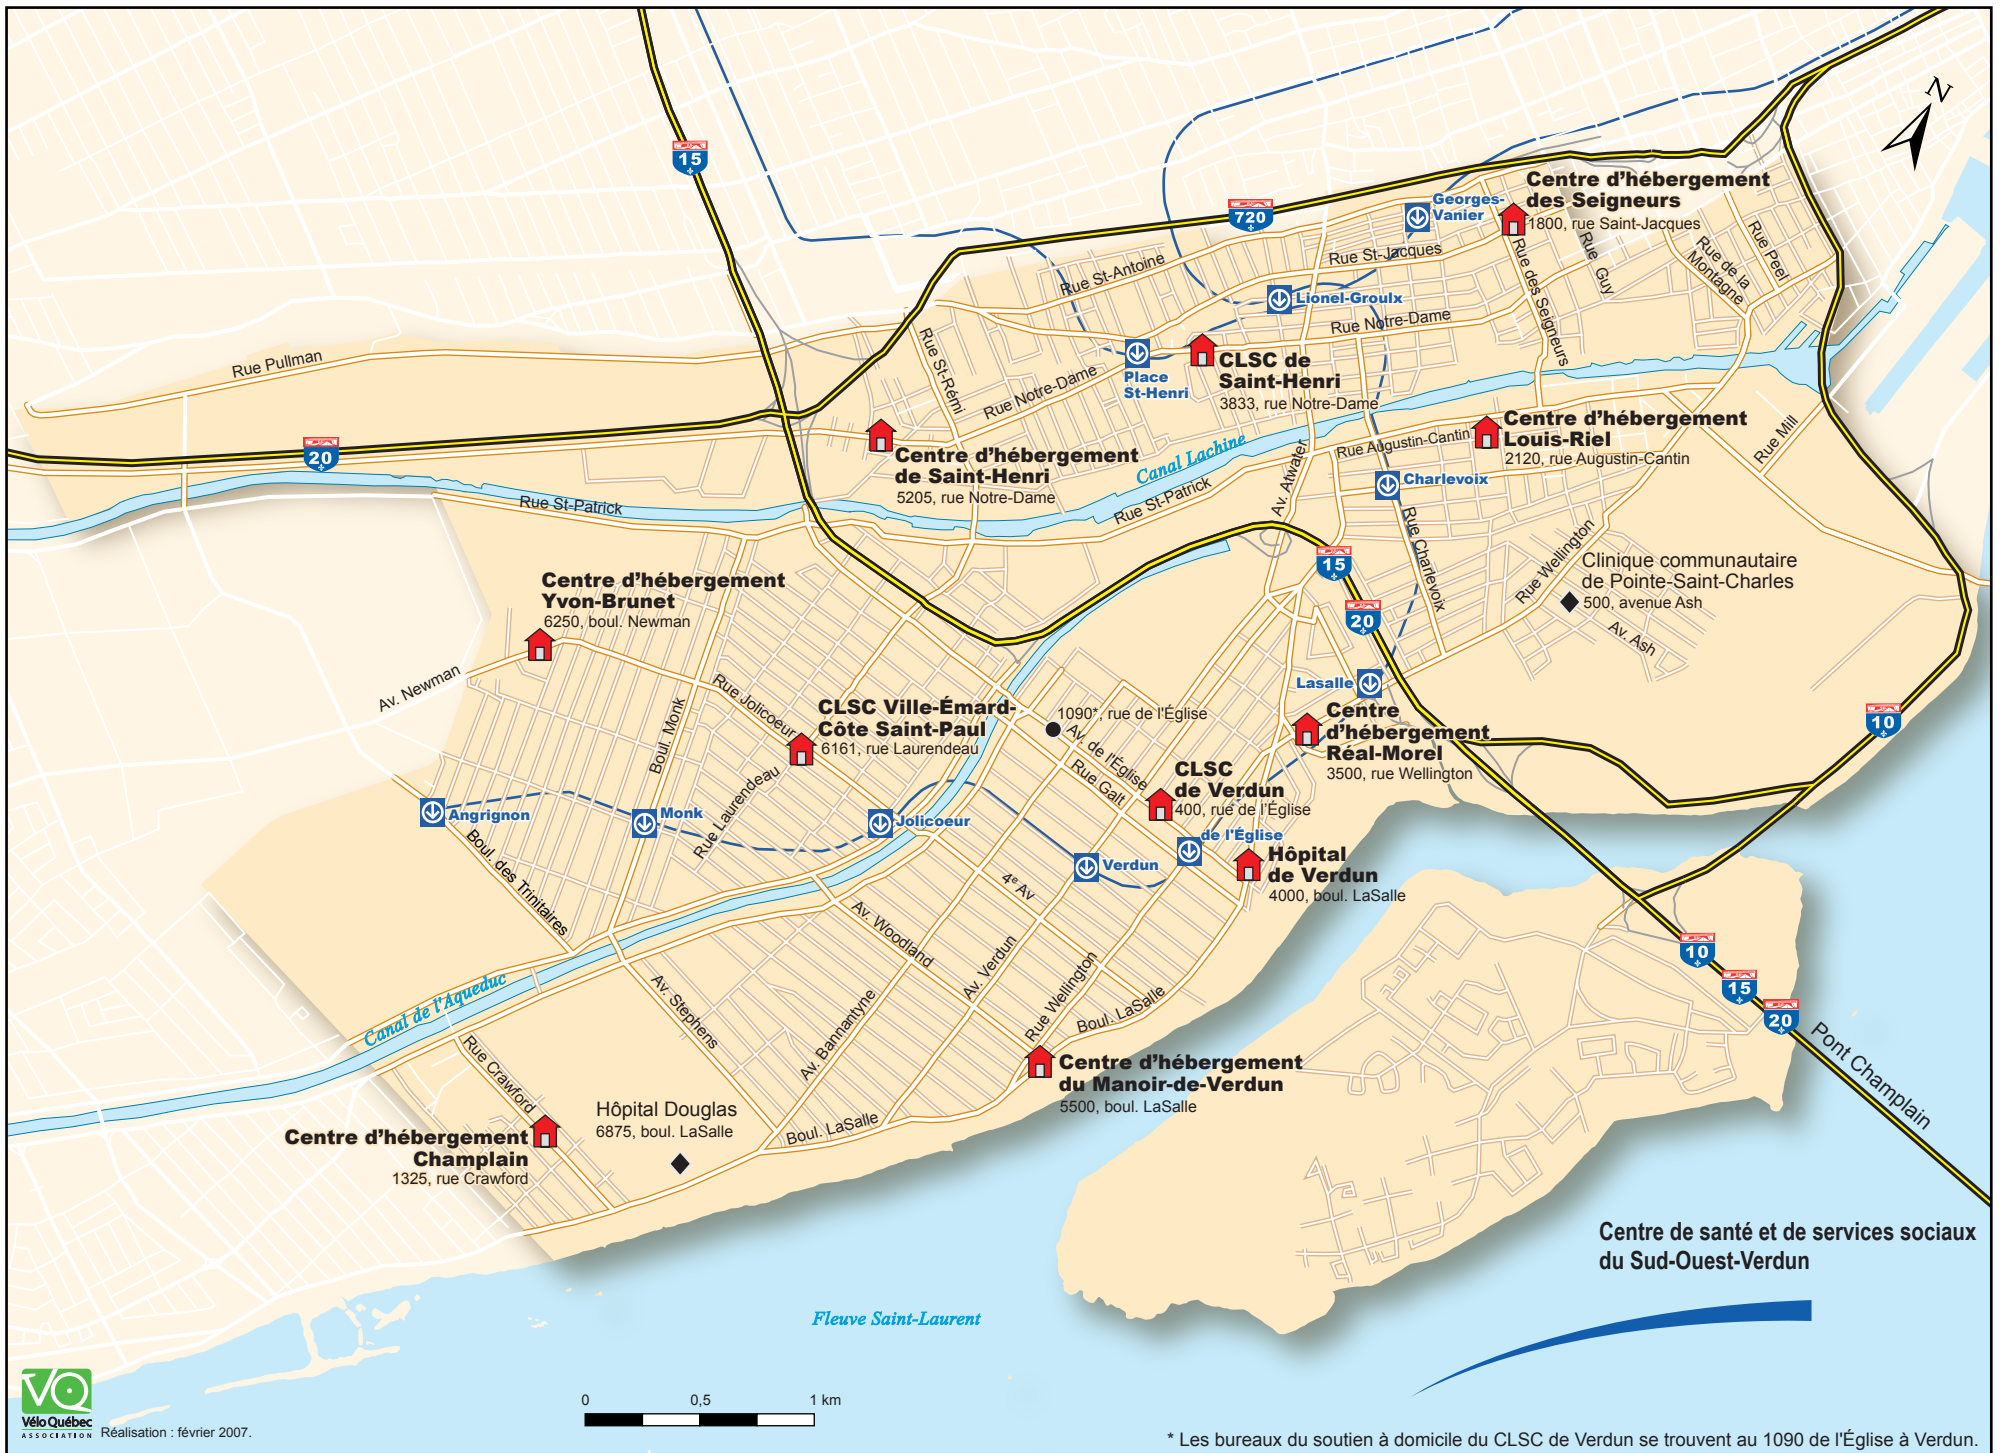 15
N
Centre d'hébergement
des Seigneurs
1800, rue Saint-Jacques
Georges-
Vanier
720
Rue St-Antoine
Rue St-Jacques
Rue des Seigneurs
Rue Guy
Rue de la
Montagne
Rue Peel
Lionel-Groulx
Rue Notre-Dame
Rue Pullman
Rue St-Rémi
Rue Notre-Dame
Place
St-Henri
CLSC de
Saint-Henri
3833, rue Notre-Dame
20
Centre d'hébergement
de Saint-Henri
5205, rue Notre-Dame
Canal Lachine
Rue St-Patrick
Rue St-Patrick
Av. Atwater
Rue Augustin-Cantin
Centre d'hébergement
Louis-Riel
2120, rue Augustin-Cantin
Rue Mill
Charlevoix
Rue Charlevoix
Rue Wellington
Clinique communautaire
de Pointe-Saint-Charles
500, avenue Ash
Av. Ash
15
20
Centre d'hébergement
Yvon-Brunet
6250, boul. Newman
Av. Newman
Rue Jolicoeur
Boul. Monk
CLSC Ville-Émard-
Côte Saint-Paul
6161, rue Laurendeau
Rue Laurendeau
1090*, rue de l'Église
Av. de l'Église
Rue Galt
Lasalle
Centre
d'hébergement
Réal-Morel
3500, rue Wellington
10
CLSC
de Verdun
400, rue de l'Église
Angrignon
Monk
Jolicoeur
Verdun
de l'Église
Hôpital
de Verdun
4000, boul. LaSalle
Boul. des Trinitaires
4e Av
Av. Woodland
Av. Verdun
Rue Wellington
Boul. LaSalle
Av. Stephens
Av. Bannantyne
Canal de l'Aqueduc
10
15
20
Pont Champlain
Rue Crawford
Centre d'hébergement
du Manoir-de-Verdun
5500, boul. LaSalle
Hôpital Douglas
6875, boul. LaSalle
Boul. LaSalle
Centre d'hébergement
Champlain
1325, rue Crawford
Centre de santé et de services sociaux
du Sud-Ouest-Verdun
Fleuve Saint-Laurent
VQ
Vélo Québec
ASSOCIATION
Réalisation : février 2007.
0 0,5 1 km
* Les bureaux du soutien à domicile du CLSC de Verdun se trouvent au 1090 de l'Église à Verdun.